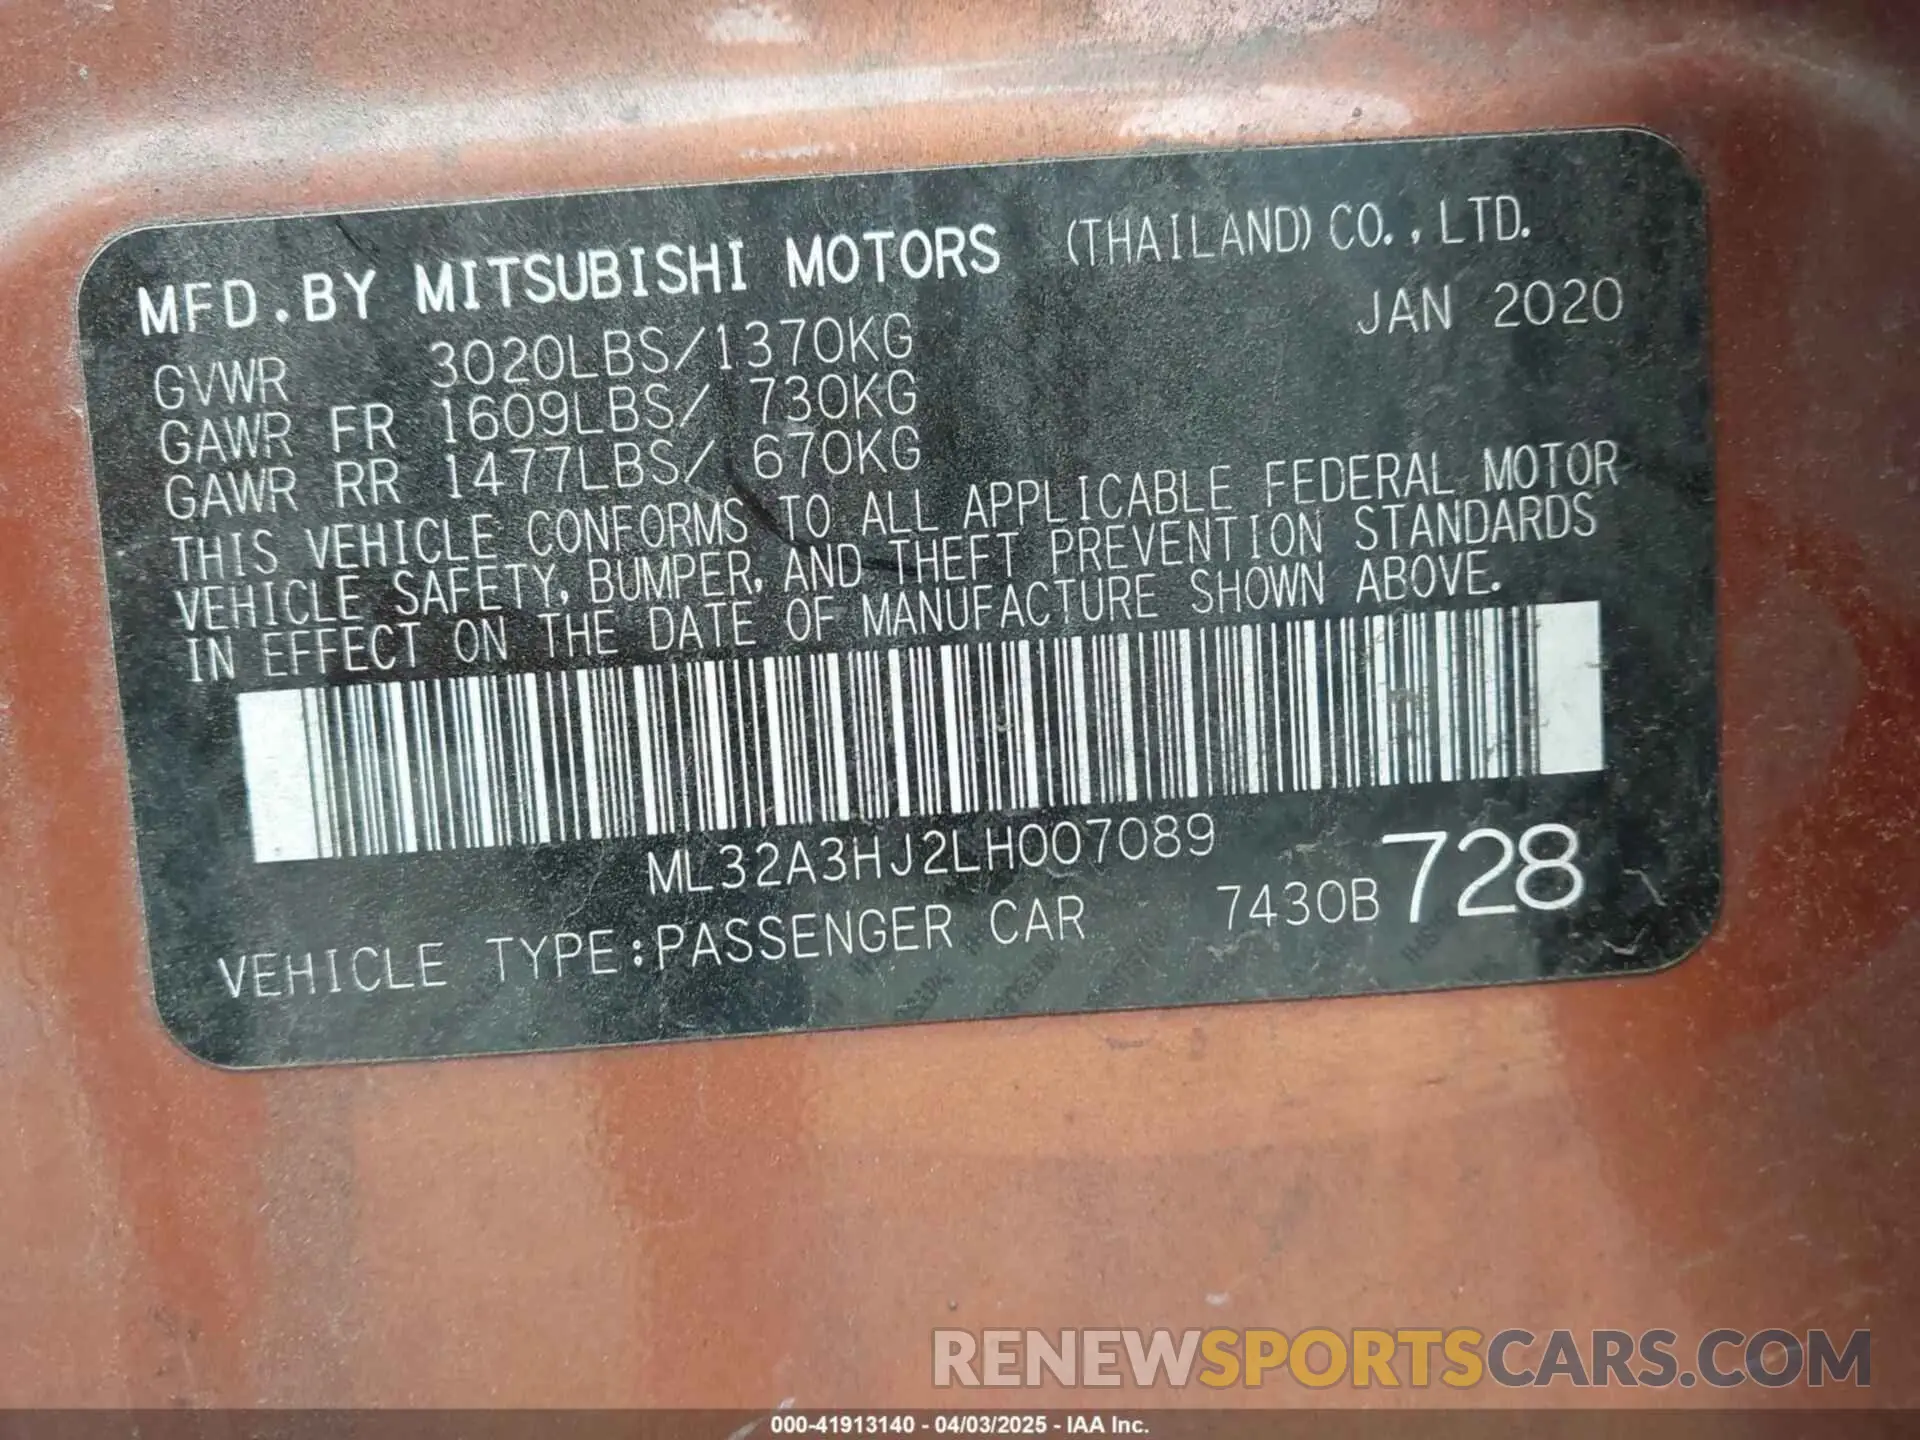 MFD.BY MITSUBISHI MOTORS (THAILAND) CO.,LTD.
JAN 2020
GVWR 3020LBS/1370KG
GAWR FR 1609LBS/ 730KG
GAWR RR 1477LBS/ 670KG
THIS VEHICLE CONFORMS TO ALL APPLICABLE FEDERAL MOTOR
VEHICLE SAFETY, BUMPER, AND THEFT PREVENTION STANDARDS
IN EFFECT ON THE DATE OF MANUFACTURE SHOWN ABOVE.
ML32A3HJ2LH007089
VEHICLE TYPE:PASSENGER CAR 7430B 728
RENEWSPORTSCARS.COM
000-41913140 - 04/03/2025 - IAA Inc.